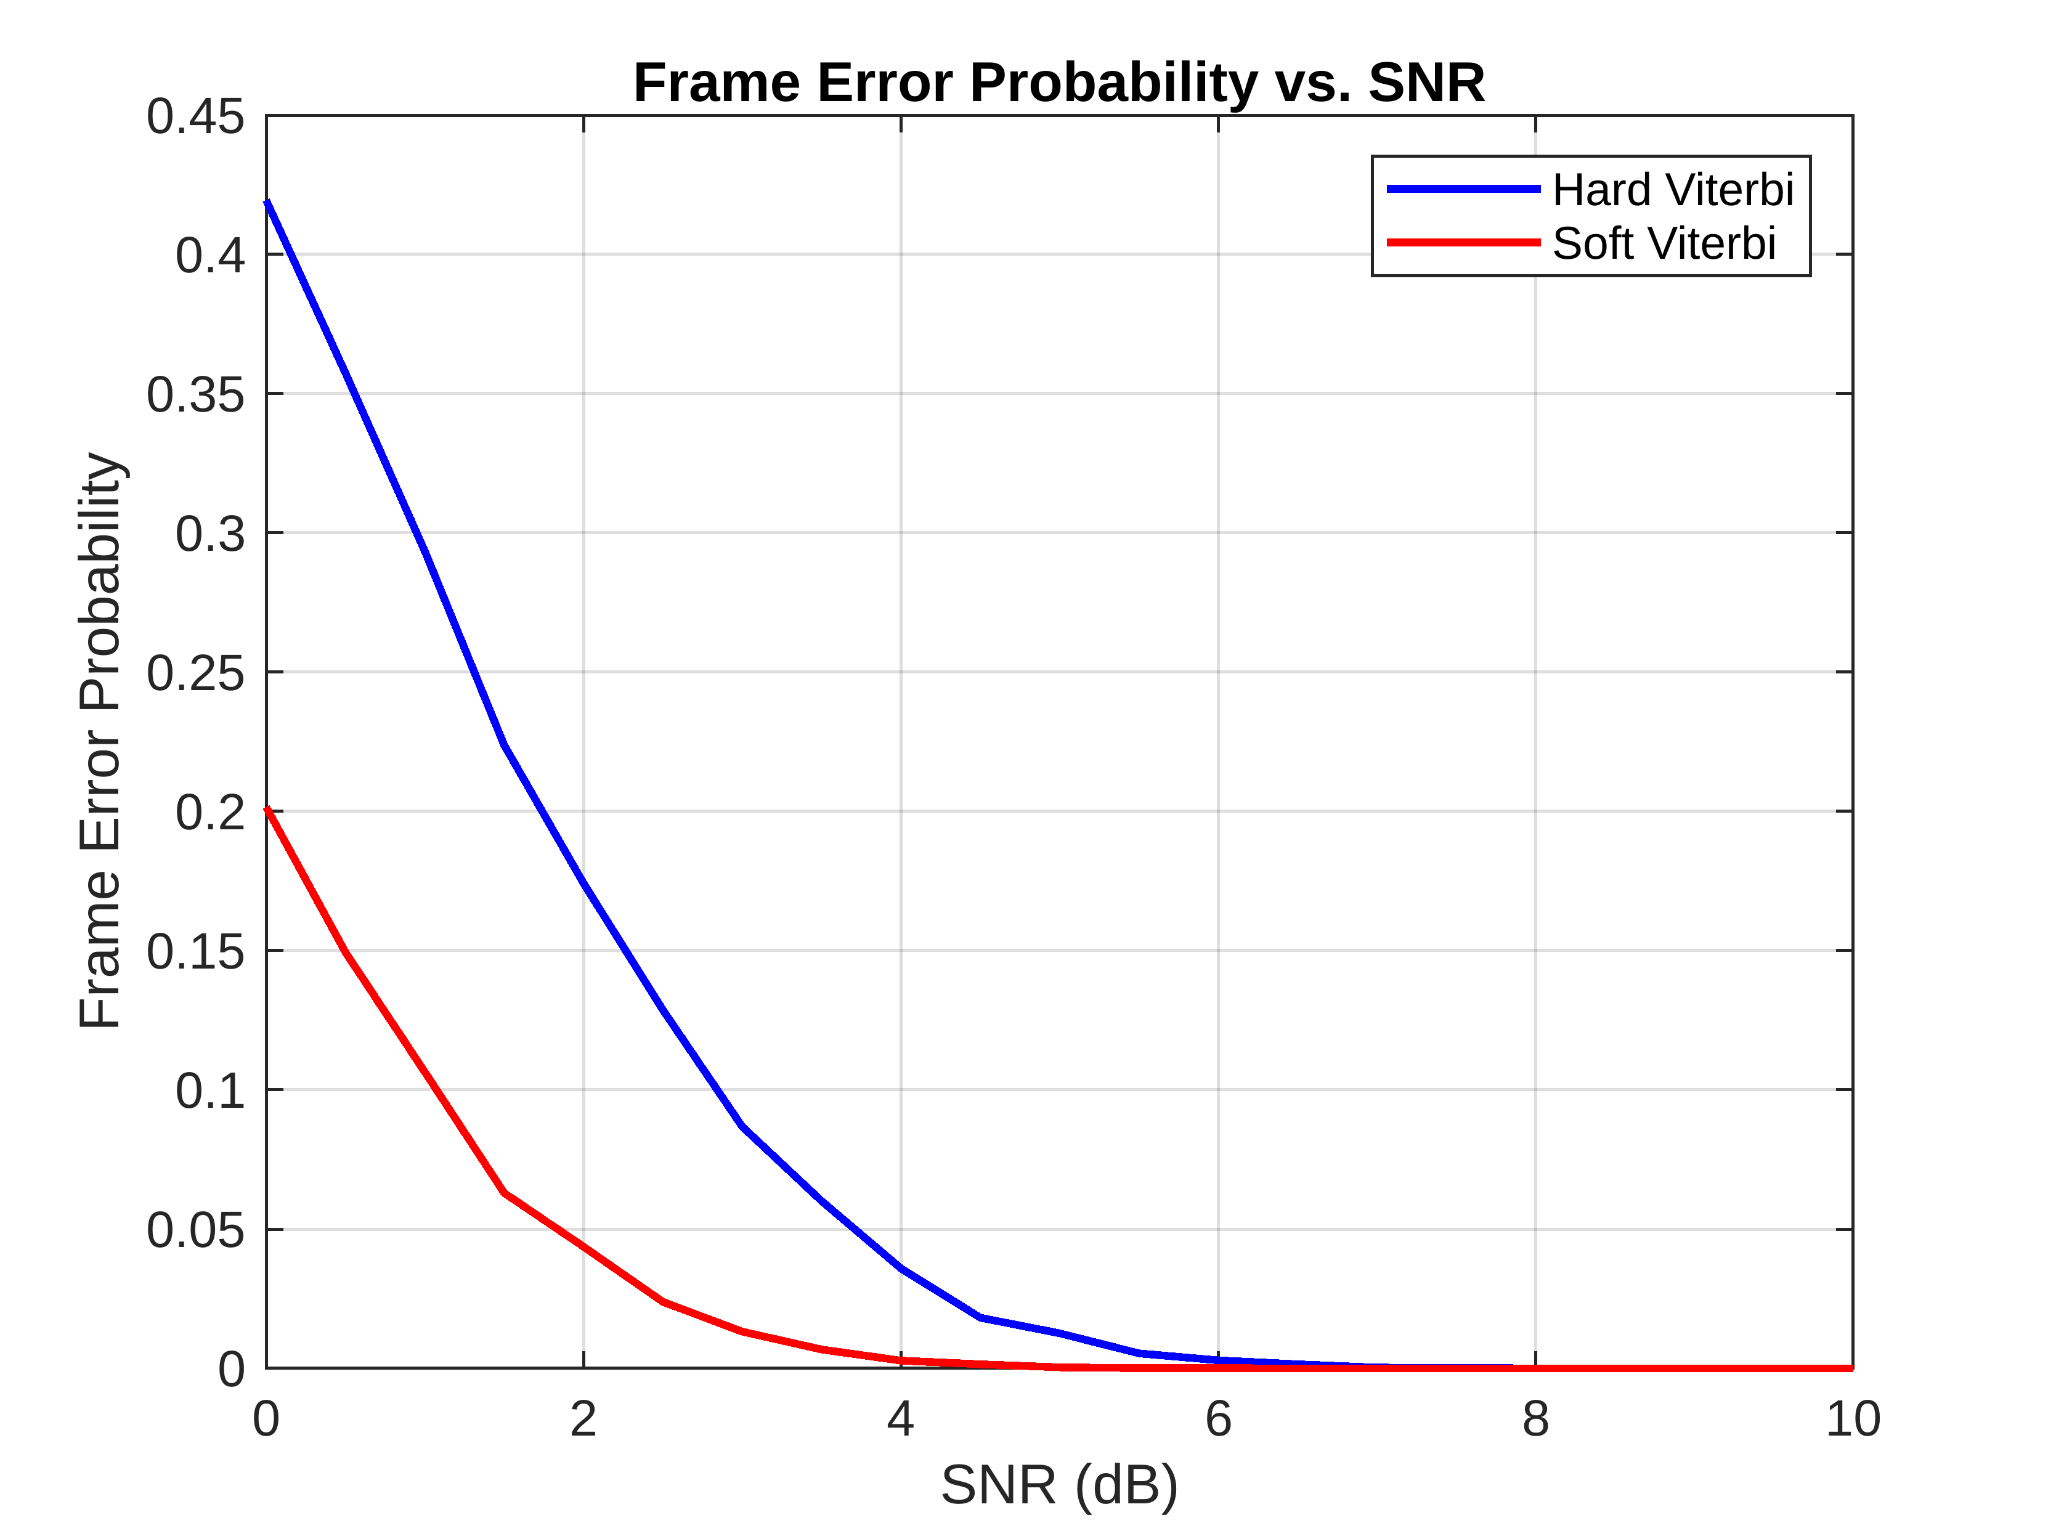 Frame Error Probability vs. SNR
Hard Viterbi
Soft Viterbi
Frame Error Probability
0.45
0.4
0.35
0.3
0.25
0.2
0.15
0.1
0.05
0
0 2 4 6 8 10
SNR (dB)